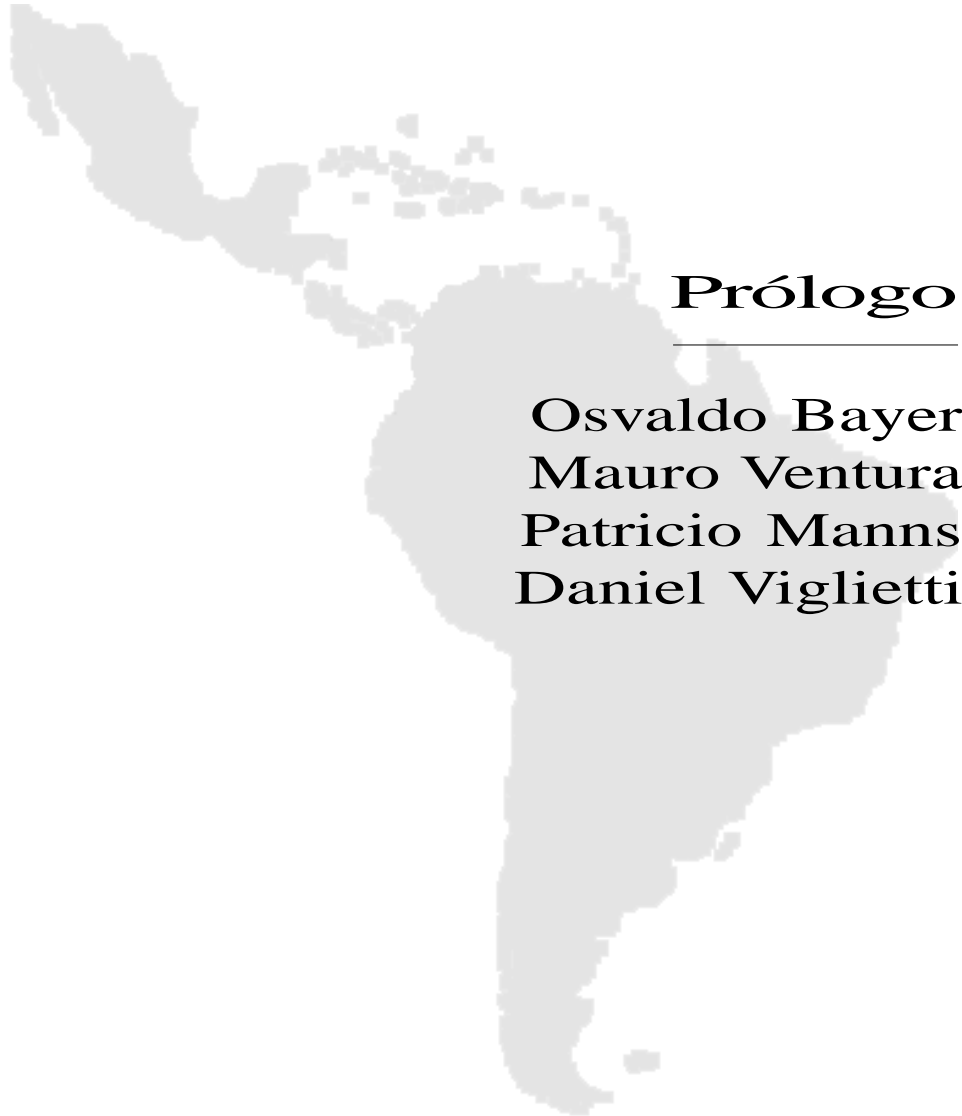 Prólogo
Osvaldo Bayer
Mauro Ventura
Patricio Manns
Daniel Viglietti